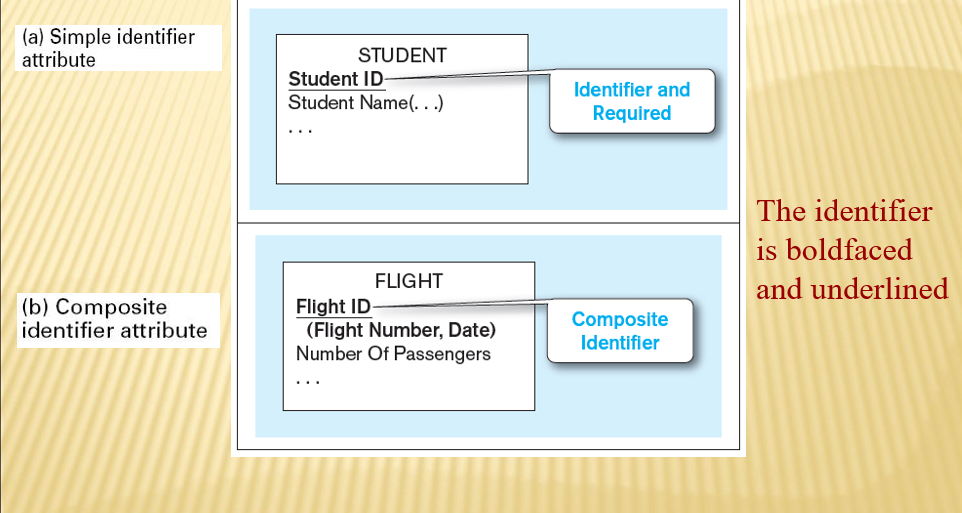 (a) Simple identifier
attribute
STUDENT
Student ID
Student Name(. . .)
. . .
Identifier and
Required
The identifier
is boldfaced
and underlined
(b) Composite
identifier attribute
FLIGHT
Flight ID
(Flight Number, Date)
Number Of Passengers
. . .
Composite
Identifier